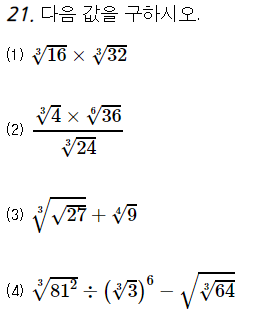 21. 다음 값을 구하시오.
(1) ∛16 × ∛32
(2) (∛4 × ⁶√36) / ∛24
(3) ∛(√27) + ⁴√9
(4) ∛(81²) ÷ (∛3)⁶ − √(∛64)